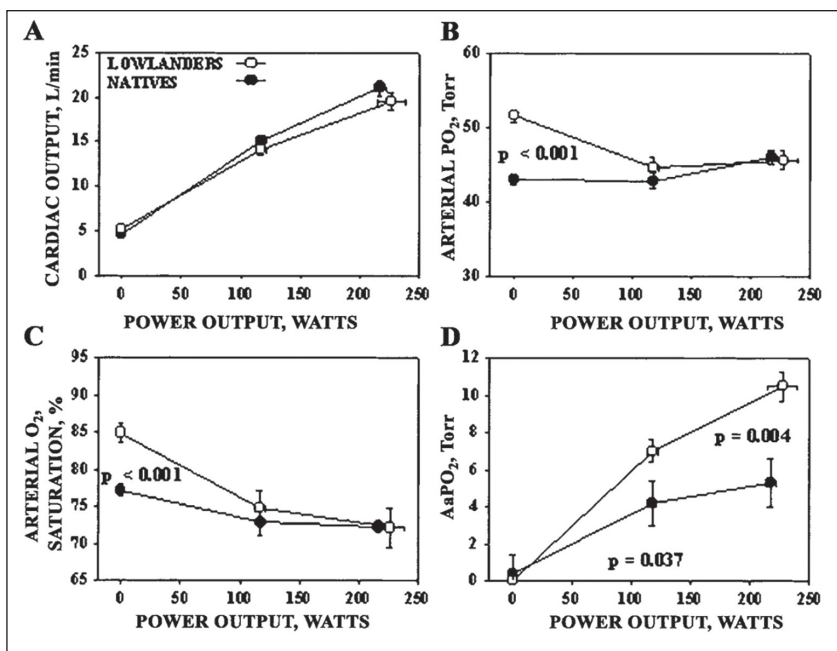 A
CARDIAC OUTPUT, L/min
25
20
15
10
5
0
LOWLANDERS
NATIVES
0 50 100 150 200 250
POWER OUTPUT, WATTS
B
ARTERIAL PO2, Torr
60
50
40
30
p < 0.001
0 50 100 150 200 250
POWER OUTPUT, WATTS
C
ARTERIAL O2,
SATURATION, %
95
90
85
80
75
70
65
p < 0.001
0 50 100 150 200 250
POWER OUTPUT, WATTS
D
AaPO2, Torr
12
10
8
6
4
2
0
p = 0.004
p = 0.037
0 50 100 150 200 250
POWER OUTPUT, WATTS